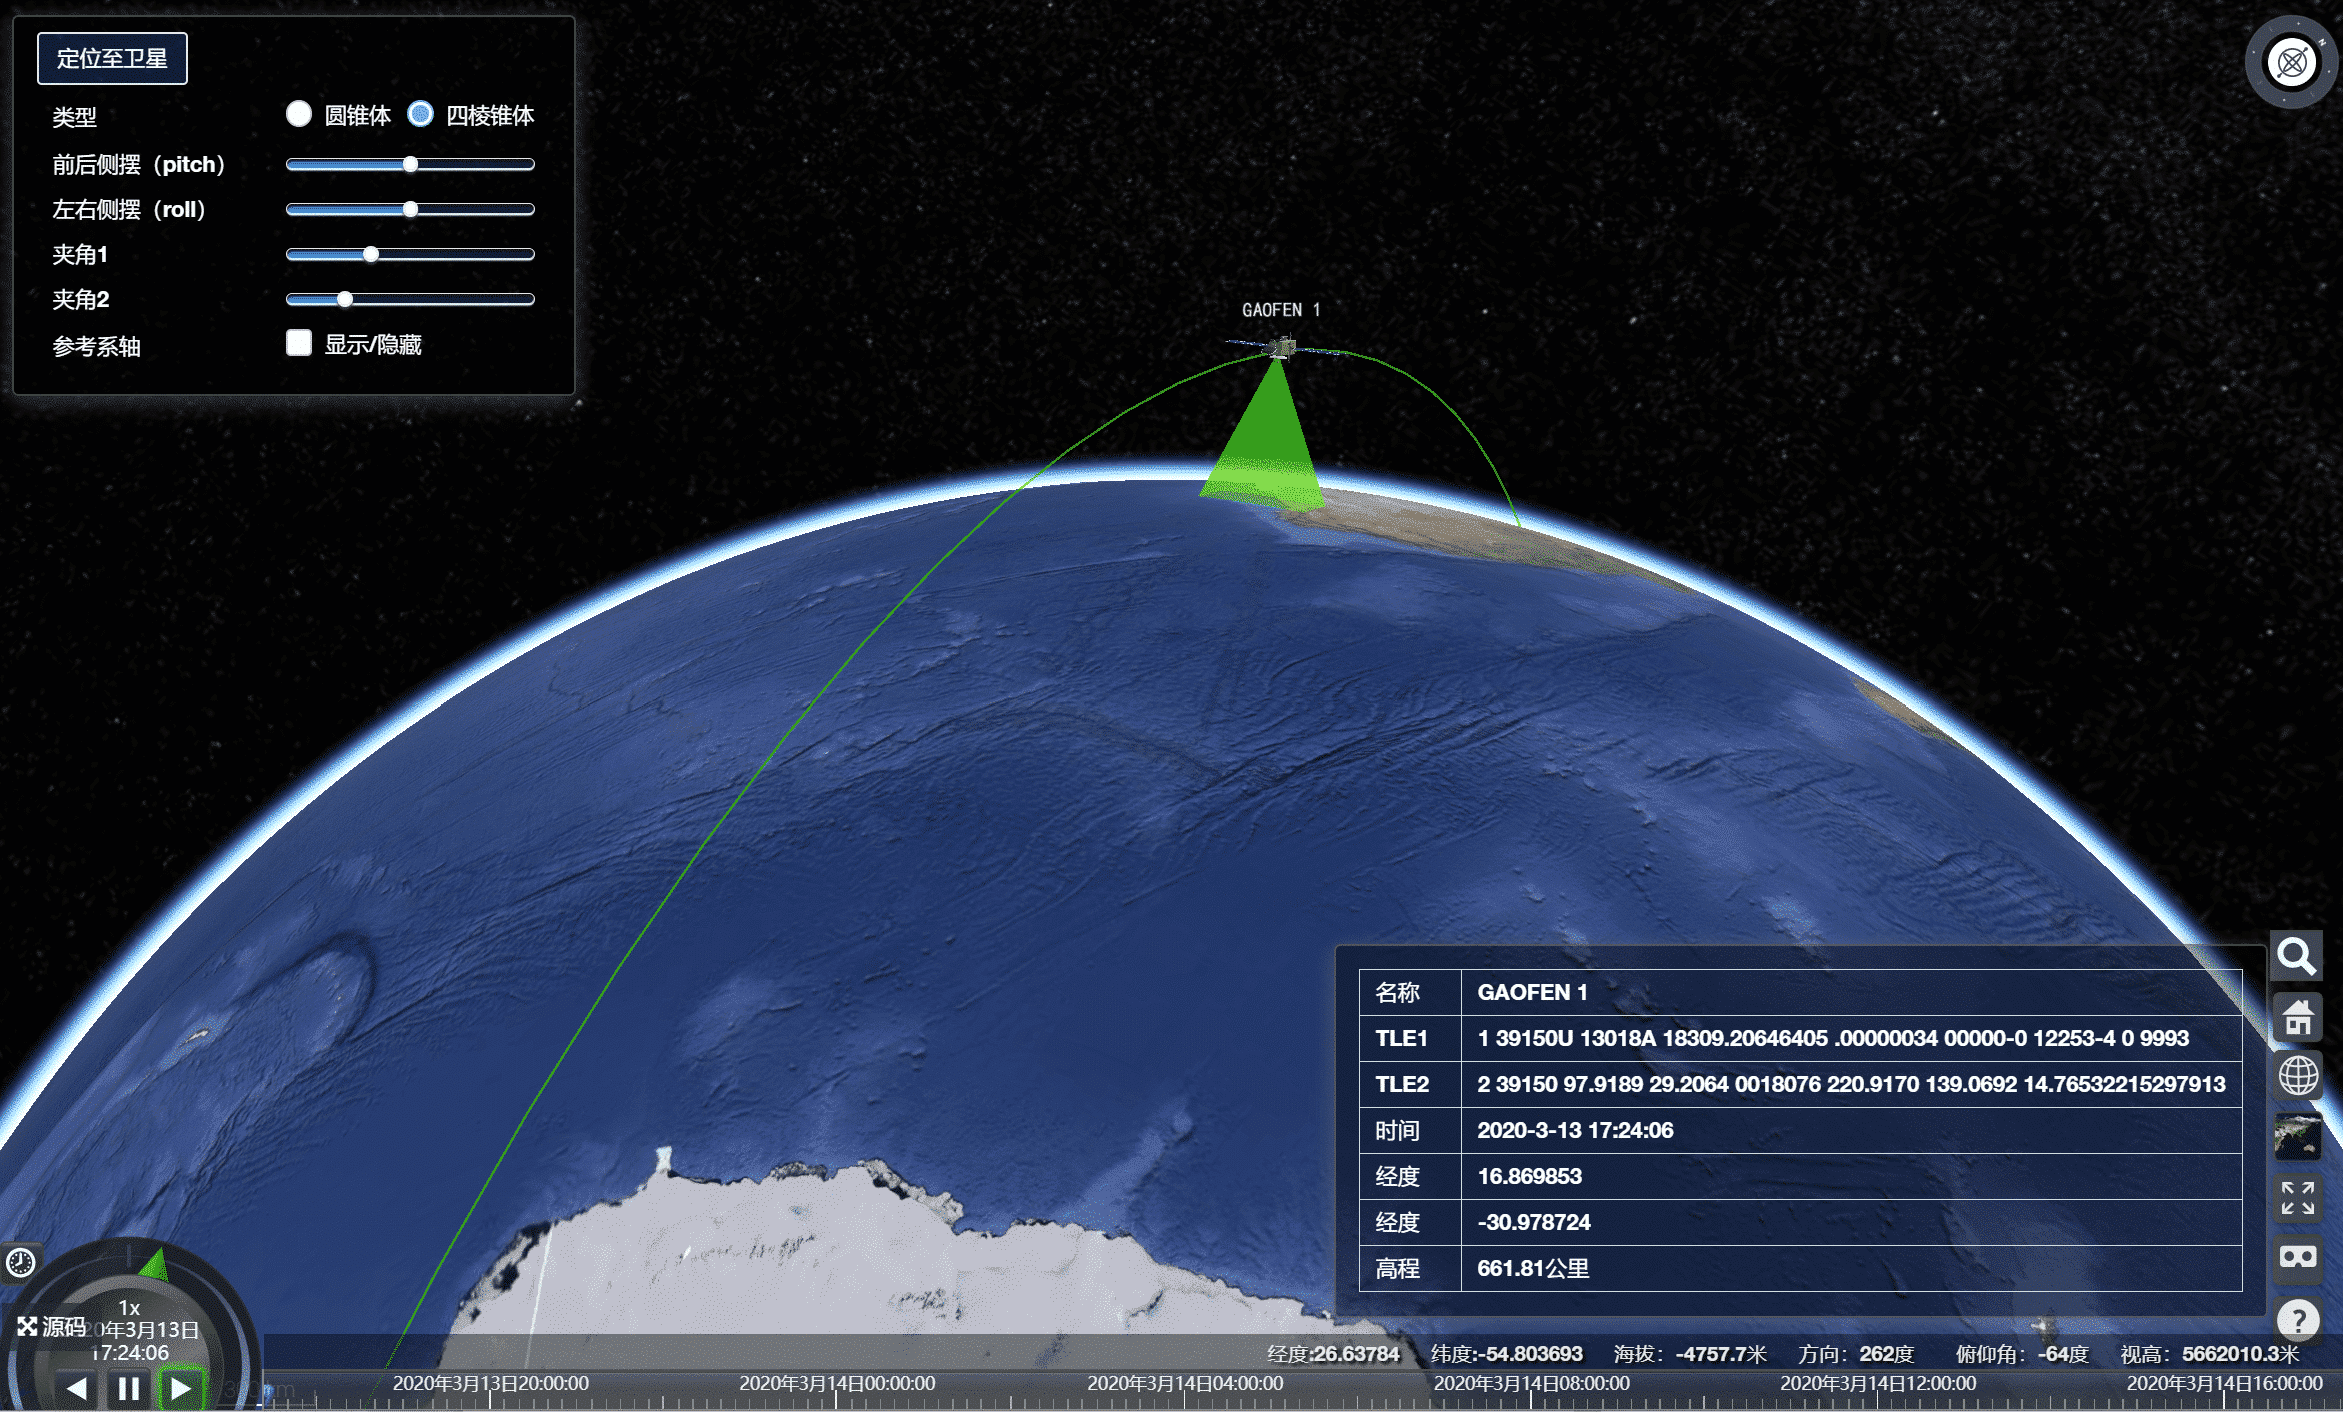 定位至卫星
类型 圆锥体 四棱锥体
前后侧摆（pitch）
左右侧摆（roll）
夹角1
夹角2
参考系轴 显示/隐藏
GAOFEN 1
名称 GAOFEN 1
TLE1 1 39150U 13018A 18309.20646405 .00000034 00000-0 12253-4 0 9993
TLE2 2 39150 97.9189 29.2064 0018076 220.9170 139.0692 14.76532215297913
时间 2020-3-13 17:24:06
经度 16.869853
经度 -30.978724
高程 661.81公里
1x
源码 0年3月13日
17:24:06
经度:26.63784 纬度:-54.803693 海拔：-4757.7米 方向：262度 俯仰角：-64度 视高：5662010.3米
2020年3月13日20:00:00 2020年3月14日00:00:00 2020年3月14日04:00:00 2020年3月14日08:00:00 2020年3月14日12:00:00 2020年3月14日16:00:00